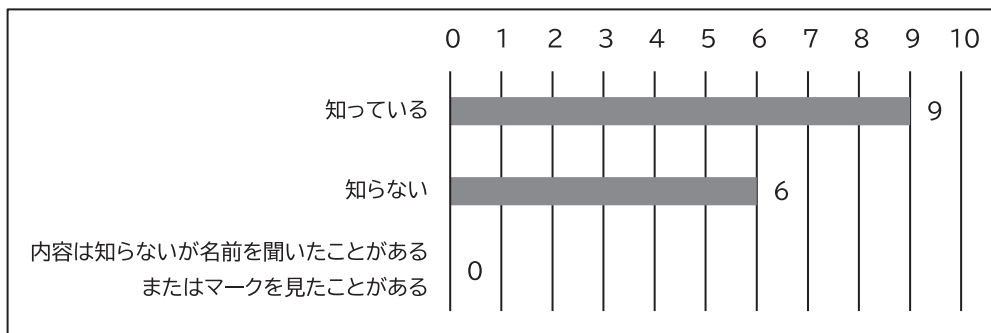 0 1 2 3 4 5 6 7 8 9 10
知っている 9
知らない 6
内容は知らないが名前を聞いたことがある
またはマークを見たことがある
0